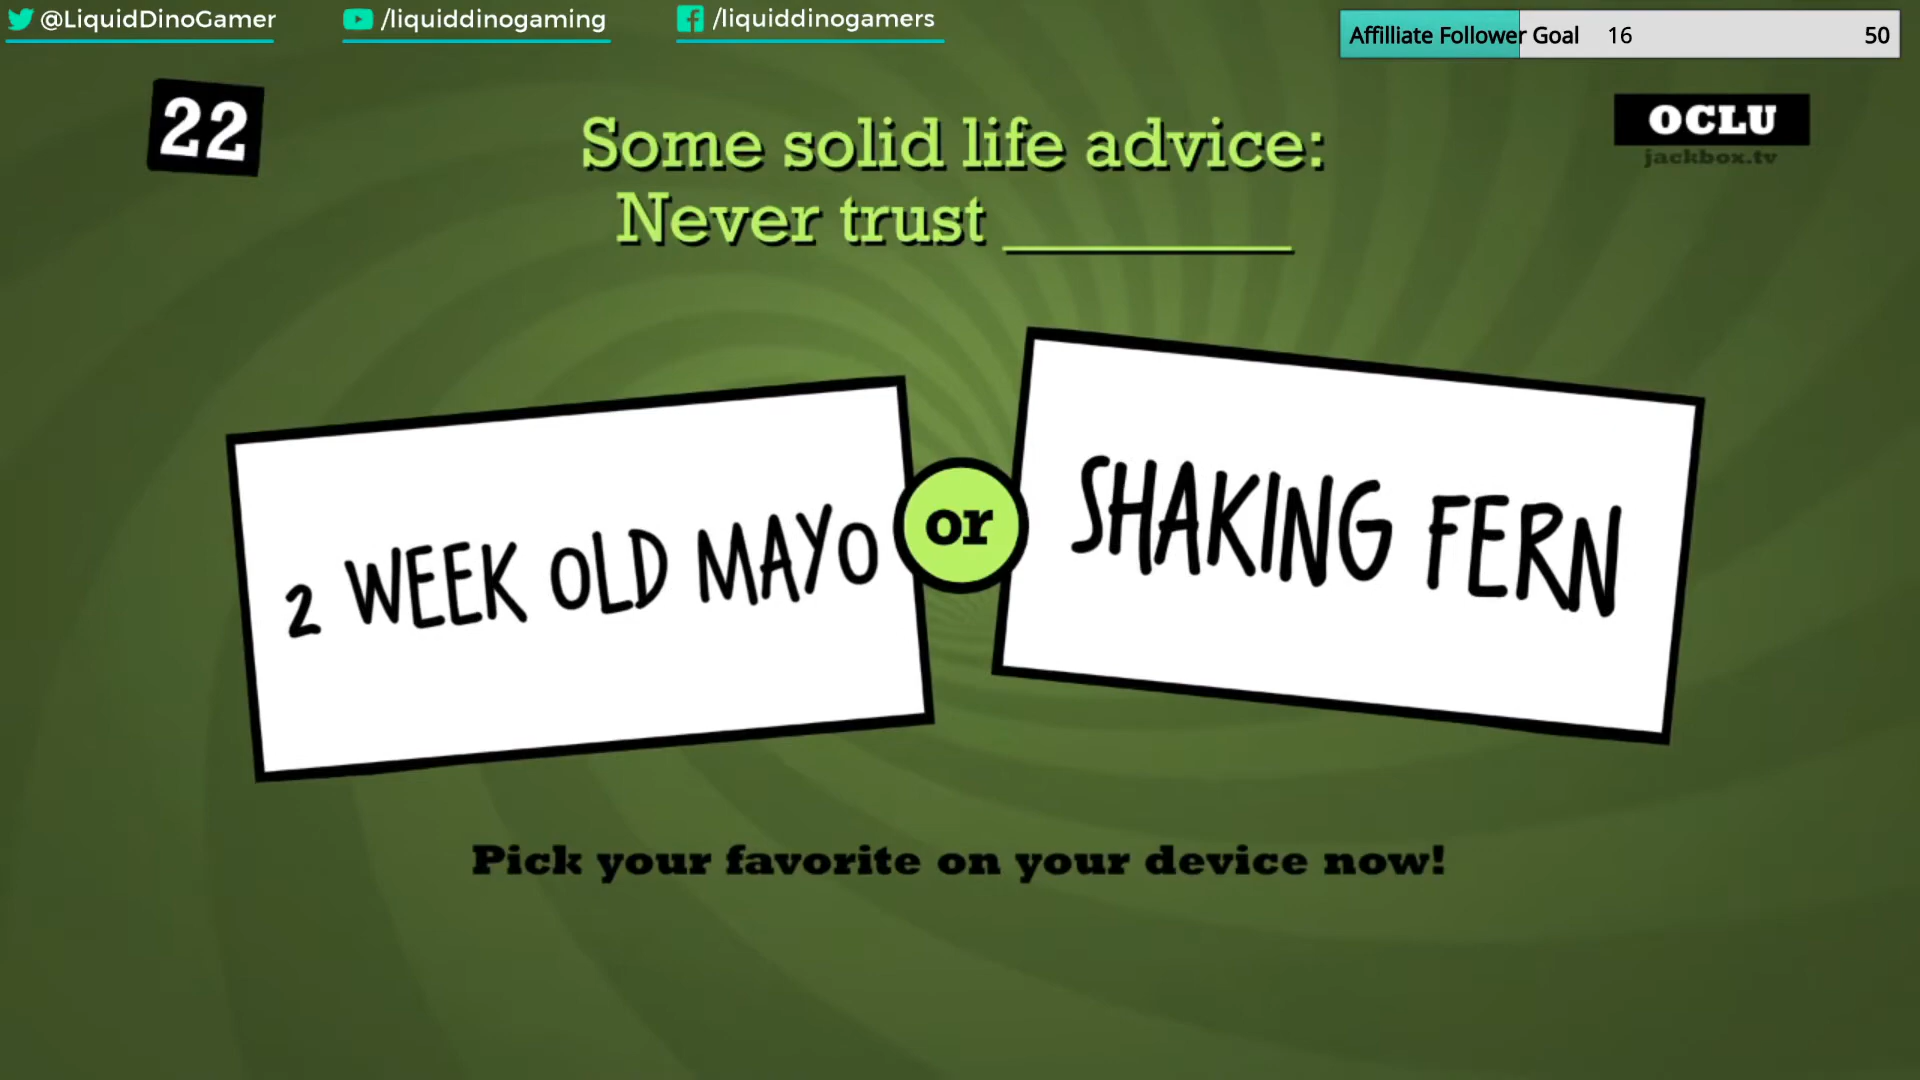 @LiquidDinoGamer
/liquiddinogaming
/liquiddinogamers
Affilliate Follower Goal 16 50
22
OCLU
jackbox.tv
Some solid life advice:
Never trust __________
2 WEEK OLD MAYO
or
SHAKING FERN
Pick your favorite on your device now!